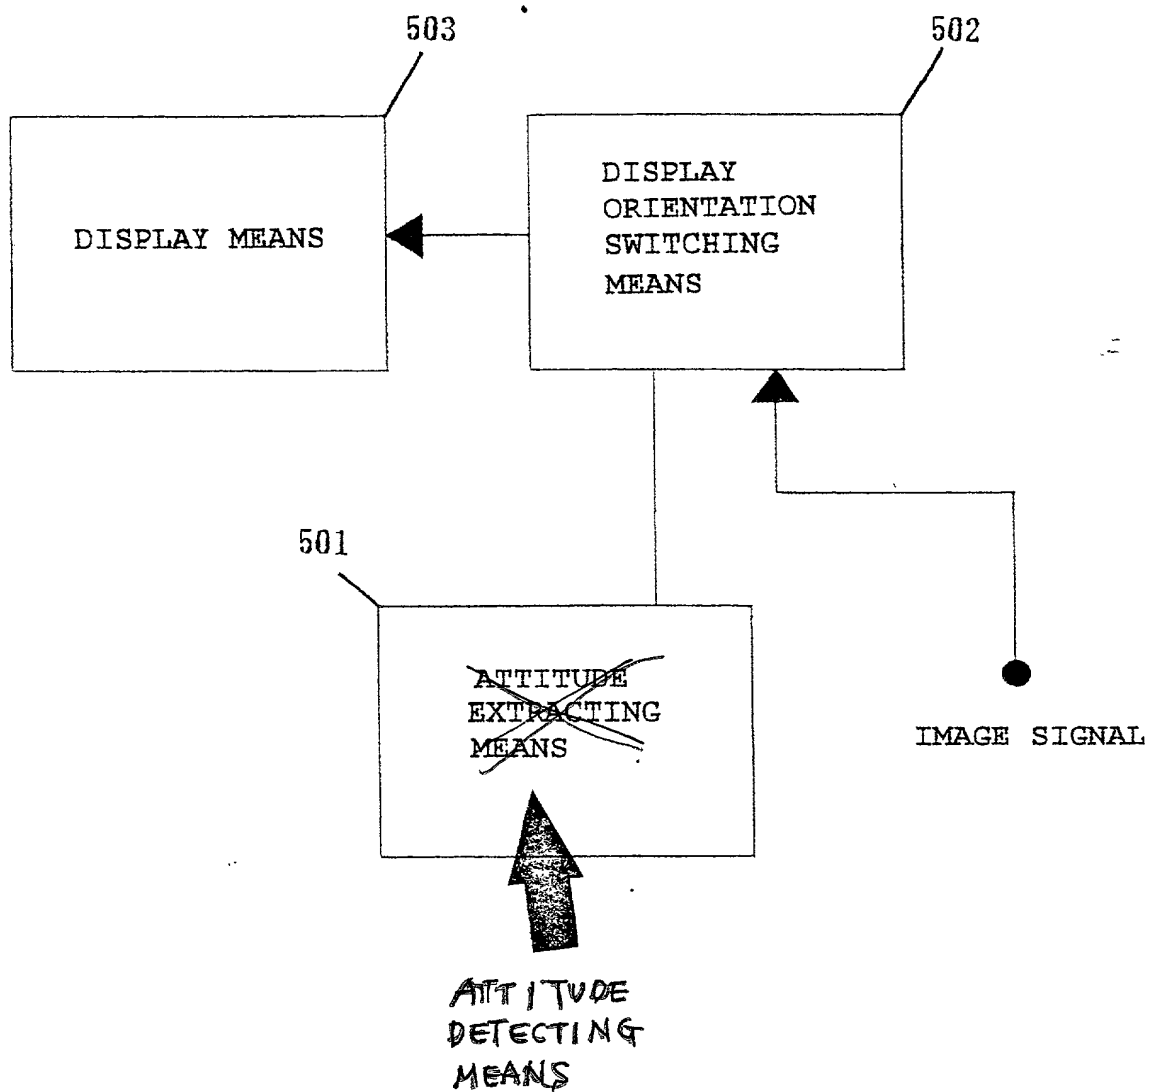 503
502
DISPLAY MEANS
DISPLAY
ORIENTATION
SWITCHING
MEANS
501
ATTITUDE
EXTRACTING
MEANS
IMAGE SIGNAL
ATTITUDE
DETECTING
MEANS